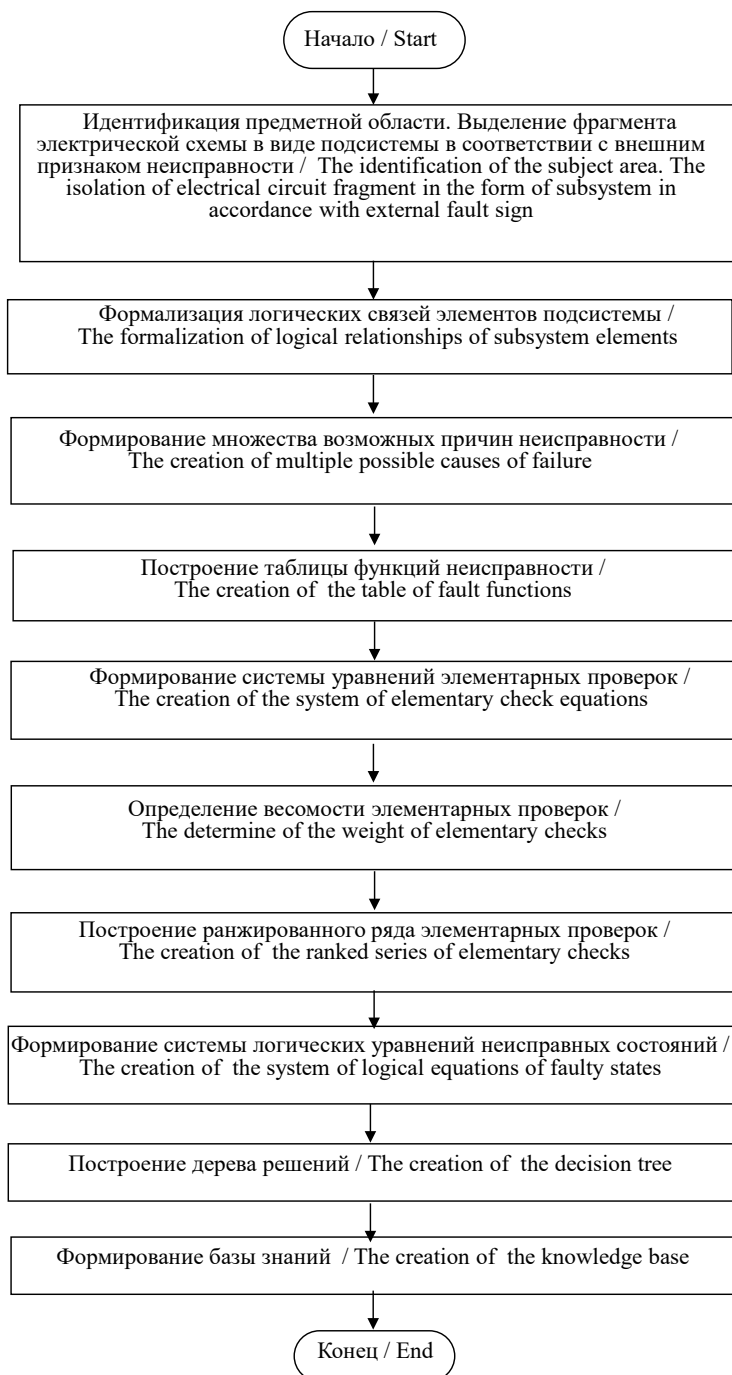 Начало / Start
Идентификация предметной области. Выделение фрагмента
электрической схемы в виде подсистемы в соответствии с внешним
признаком неисправности / The identification of the subject area. The
isolation of electrical circuit fragment in the form of subsystem in
accordance with external fault sign
Формализация логических связей элементов подсистемы /
The formalization of logical relationships of subsystem elements
Формирование множества возможных причин неисправности /
The creation of multiple possible causes of failure
Построение таблицы функций неисправности /
The creation of the table of fault functions
Формирование системы уравнений элементарных проверок /
The creation of the system of elementary check equations
Определение весомости элементарных проверок /
The determine of the weight of elementary checks
Построение ранжированного ряда элементарных проверок /
The creation of the ranked series of elementary checks
Формирование системы логических уравнений неисправных состояний /
The creation of the system of logical equations of faulty states
Построение дерева решений / The creation of the decision tree
Формирование базы знаний / The creation of the knowledge base
Конец / End